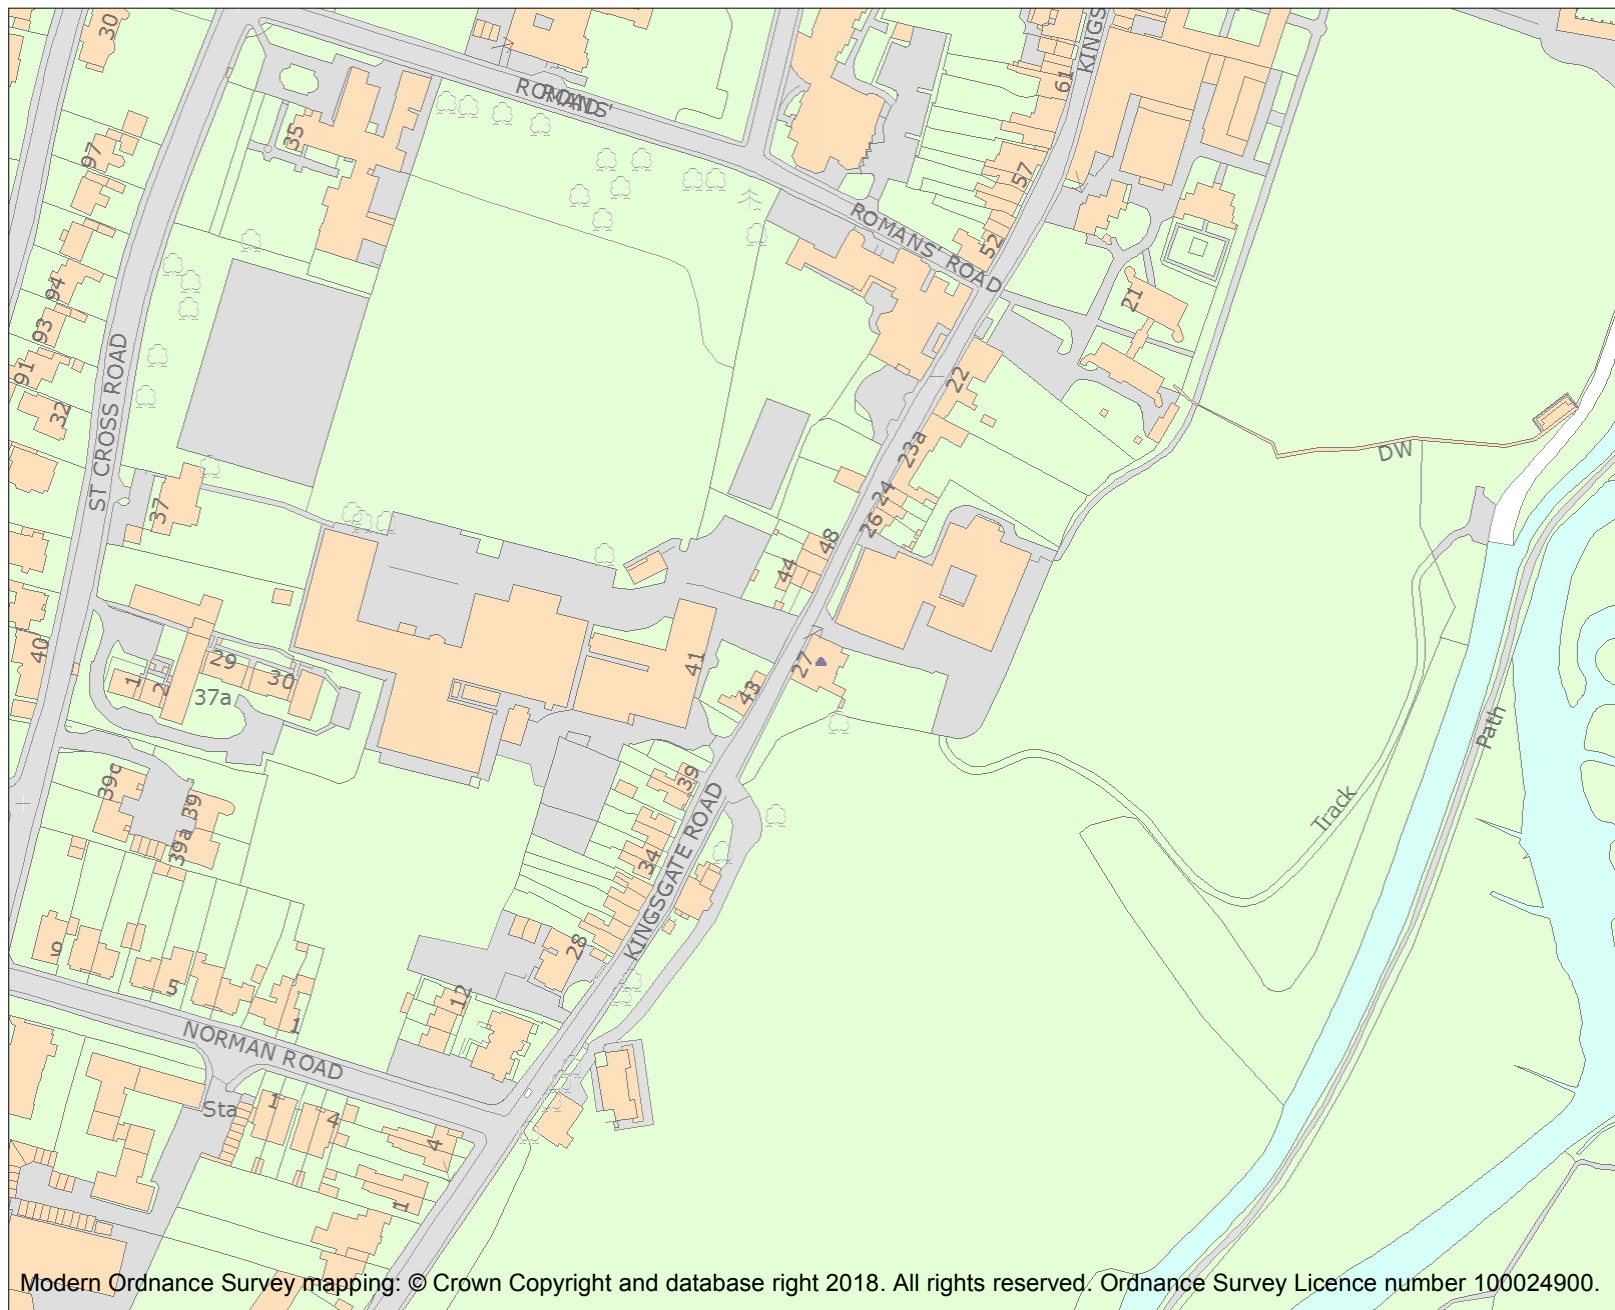 30
KINGS
ROMANS'
ROAD
61
35
97
57
ROMANS' ROAD
52
94
21
93
91
22
32
ST CROSS ROAD
23a
DW
24
37
26
48
44
40
29
41
27
1
2
30
37a
43
Path
39c
39
39
39a
Track
34
KINGSGATE ROAD
9
28
5
12
1
NORMAN ROAD
Sta
1
4
4
1
Modern Ordnance Survey mapping: © Crown Copyright and database right 2018. All rights reserved. Ordnance Survey Licence number 100024900.